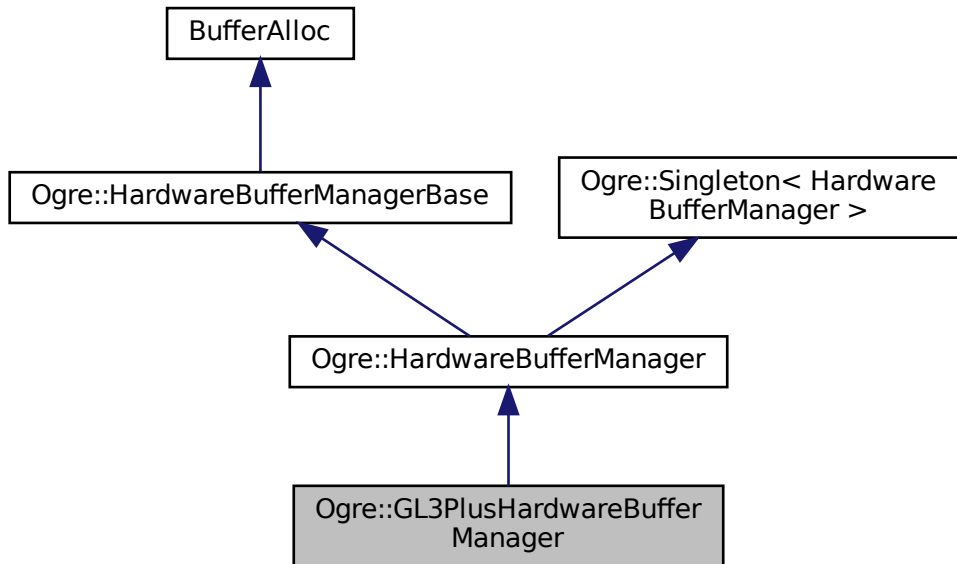 BufferAlloc
Ogre::HardwareBufferManagerBase
Ogre::Singleton< Hardware
BufferManager >
Ogre::HardwareBufferManager
Ogre::GL3PlusHardwareBuffer
Manager